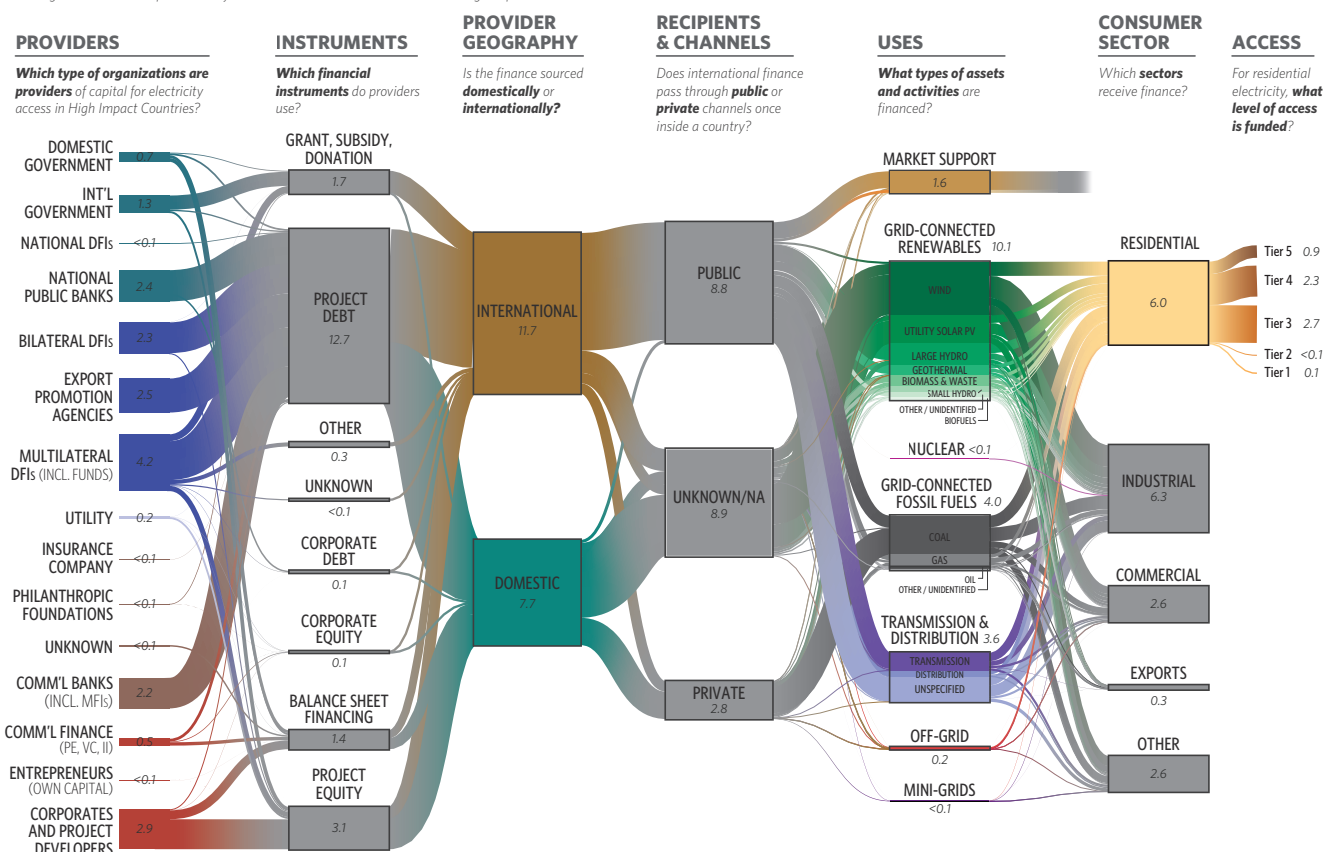 PROVIDERS
Which type of organizations are
providers of capital for electricity
access in High Impact Countries?
INSTRUMENTS
Which financial
instruments do providers
use?
PROVIDER
GEOGRAPHY
Is the finance sourced
domestically or
internationally?
RECIPIENTS
& CHANNELS
Does international finance
pass through public or
private channels once
inside a country?
USES
What types of assets
and activities are
financed?
CONSUMER
SECTOR
Which sectors
receive finance?
ACCESS
For residential
electricity, what
level of access
is funded?
DOMESTIC
GOVERNMENT
0.7
INT'L
GOVERNMENT
1.3
NATIONAL DFIs
<0.1
NATIONAL
PUBLIC BANKS
2.4
BILATERAL DFIs
2.3
EXPORT
PROMOTION
AGENCIES
2.5
MULTILATERAL
DFIs (INCL. FUNDS)
4.2
UTILITY
0.2
INSURANCE
COMPANY
<0.1
PHILANTHROPIC
FOUNDATIONS
<0.1
UNKNOWN
<0.1
COMM'L BANKS
(INCL. MFIs)
2.2
COMM'L FINANCE
(PE, VC, II)
0.5
ENTREPRENEURS
(OWN CAPITAL)
<0.1
CORPORATES
AND PROJECT
DEVELOPERS
2.9
GRANT, SUBSIDY,
DONATION
1.7
PROJECT
DEBT
12.7
OTHER
0.3
UNKNOWN
<0.1
CORPORATE
DEBT
0.1
CORPORATE
EQUITY
0.1
BALANCE SHEET
FINANCING
1.4
PROJECT
EQUITY
3.1
INTERNATIONAL
11.7
DOMESTIC
7.7
PUBLIC
8.8
UNKNOWN/NA
8.9
PRIVATE
2.8
MARKET SUPPORT
1.6
GRID-CONNECTED
RENEWABLES 10.1
WIND
UTILITY SOLAR PV
LARGE HYDRO
GEOTHERMAL
BIOMASS & WASTE
SMALL HYDRO
OTHER / UNIDENTIFIED
BIOFUELS
NUCLEAR <0.1
GRID-CONNECTED
FOSSIL FUELS 4.0
COAL
GAS
OIL
OTHER / UNIDENTIFIED
TRANSMISSION &
DISTRIBUTION 3.6
TRANSMISSION
DISTRIBUTION
UNSPECIFIED
OFF-GRID
0.2
MINI-GRIDS
<0.1
RESIDENTIAL
6.0
INDUSTRIAL
6.3
COMMERCIAL
2.6
EXPORTS
0.3
OTHER
2.6
Tier 5 0.9
Tier 4 2.3
Tier 3 2.7
Tier 2 <0.1
Tier 1 0.1